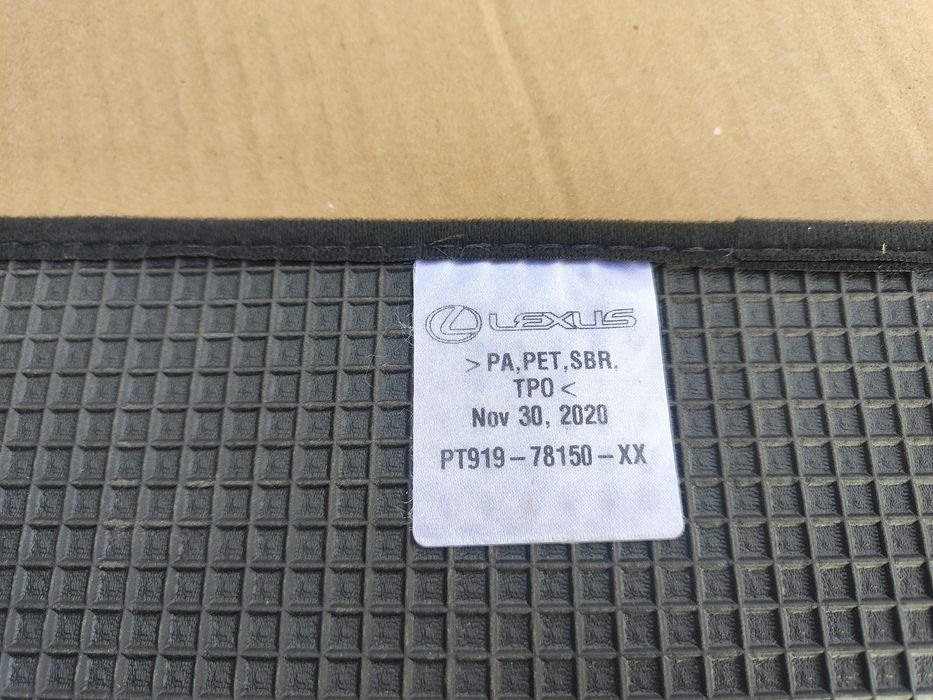 LEXUS
>PA,PET,SBR.
TPO<
Nov 30, 2020
PT919-78150-XX